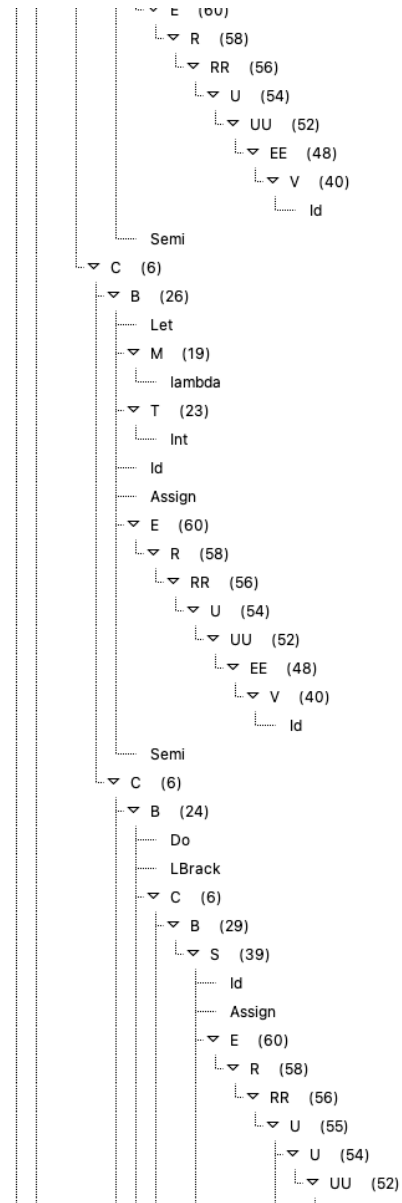 E (60)
R (58)
RR (56)
U (54)
UU (52)
EE (48)
V (40)
Id
Semi
C (6)
B (26)
Let
M (19)
lambda
T (23)
Int
Id
Assign
E (60)
R (58)
RR (56)
U (54)
UU (52)
EE (48)
V (40)
Id
Semi
C (6)
B (24)
Do
LBrack
C (6)
B (29)
S (39)
Id
Assign
E (60)
R (58)
RR (56)
U (55)
U (54)
UU (52)